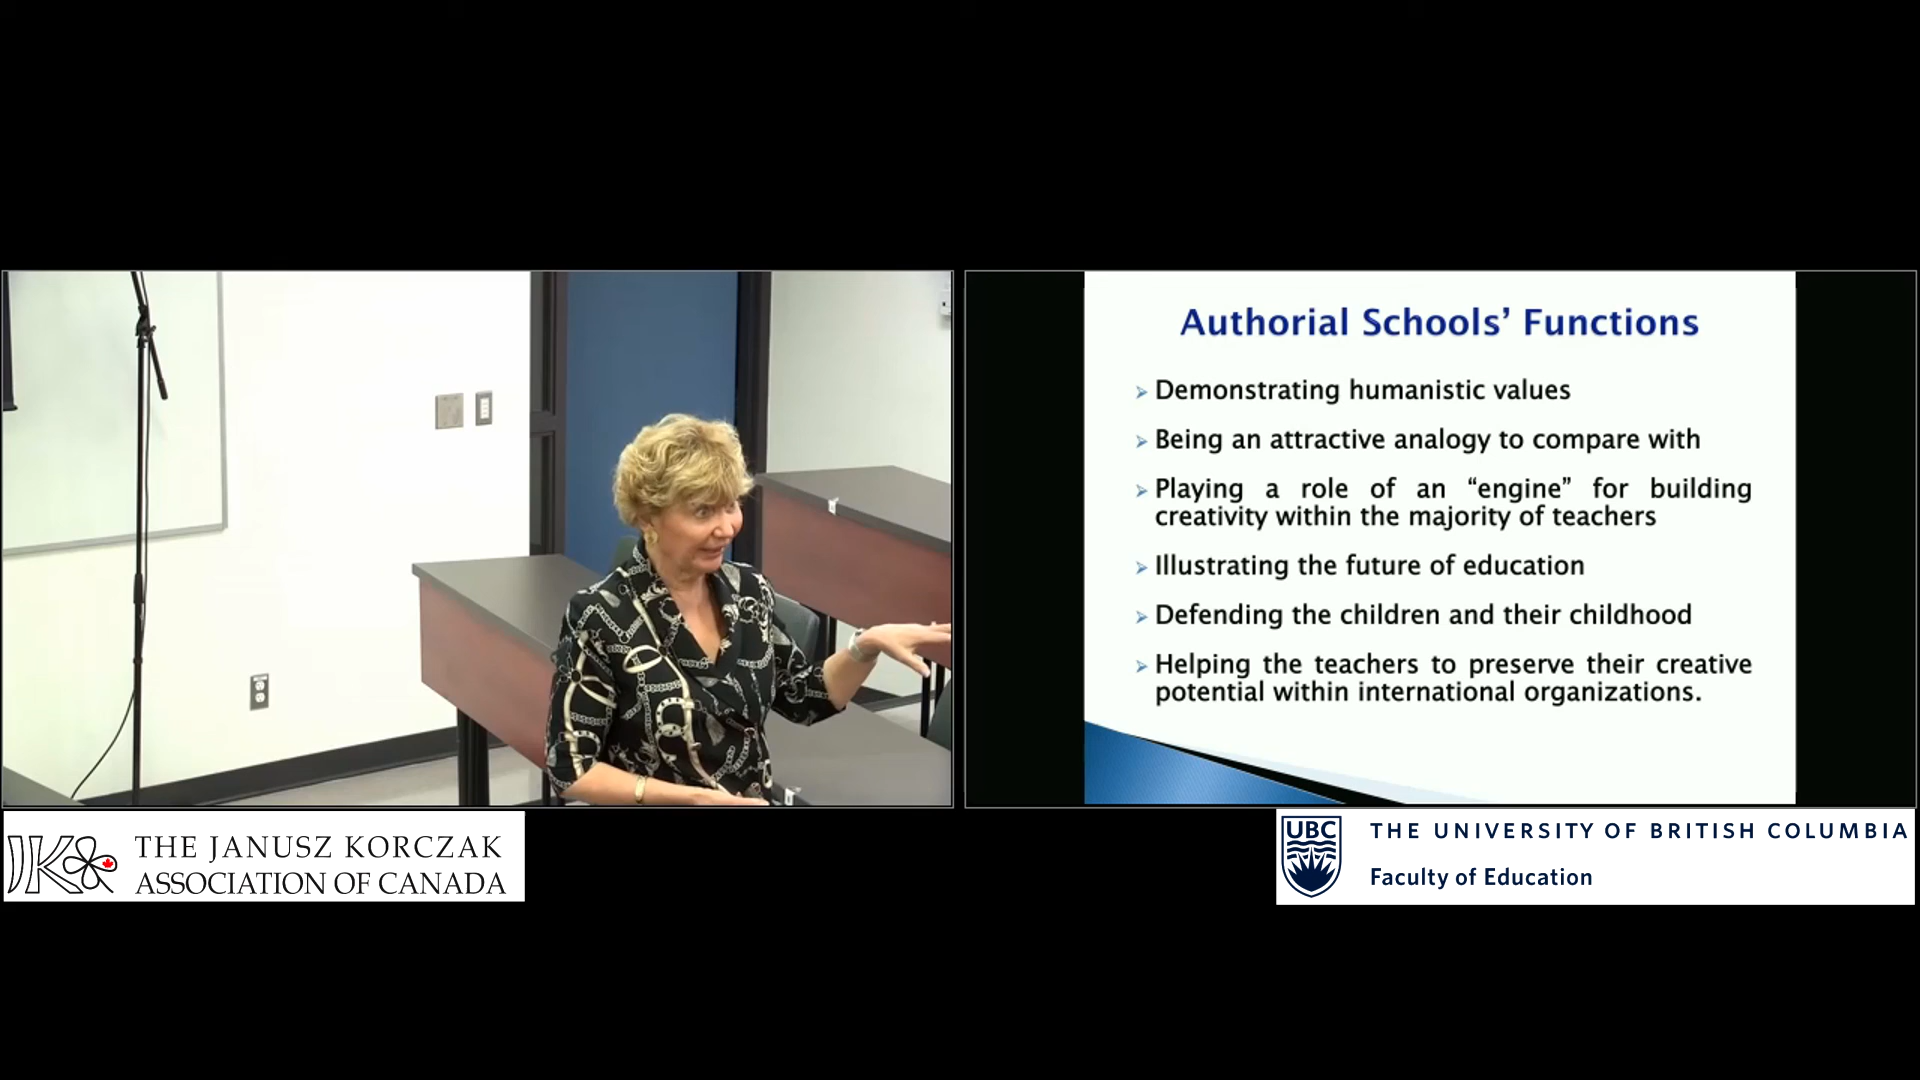 Authorial Schools’ Functions
Demonstrating humanistic values
Being an attractive analogy to compare with
Playing a role of an “engine” for building
creativity within the majority of teachers
Illustrating the future of education
Defending the children and their childhood
Helping the teachers to preserve their creative
potential within international organizations.
JK
THE JANUSZ KORCZAK
ASSOCIATION OF CANADA
UBC
THE UNIVERSITY OF BRITISH COLUMBIA
Faculty of Education